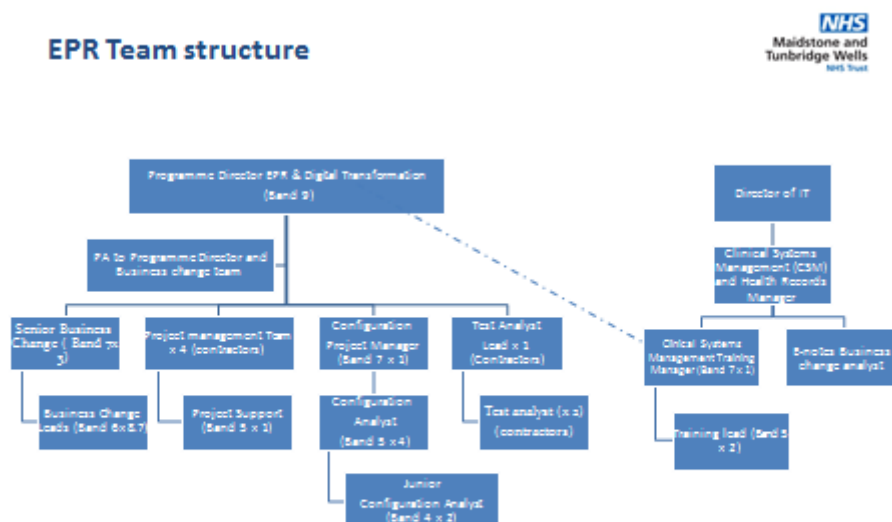 EPR Team structure
NHS
Maidstone and
Tunbridge Wells
NHS Trust
Programme Director EPR & Digital Transformation
(Band 9)
Director of IT
PA to Programme Director and
Business change team
Clinical Systems
Management (CSM)
and Health Records
Manager
Senior Business
Change ( Band 7x
3)
Project management Team
x 4 (contractors)
Configuration
Project Manager
(Band 7 x 1)
Test Analyst
Lead x 1
(Contractors)
Clinical Systems
Management Training
Manager (Band 7 x 1)
E-notes Business
change analyst
Business Change
Leads (Band 6x8.7)
Project Support
(Band 5 x 1)
Configuration
Analyst
(Band 5 x4)
Test analyst (x 2)
(contractors)
Training lead (Band 5
x 2)
Junior
Configuration Analyst
(Band 4 x 2)